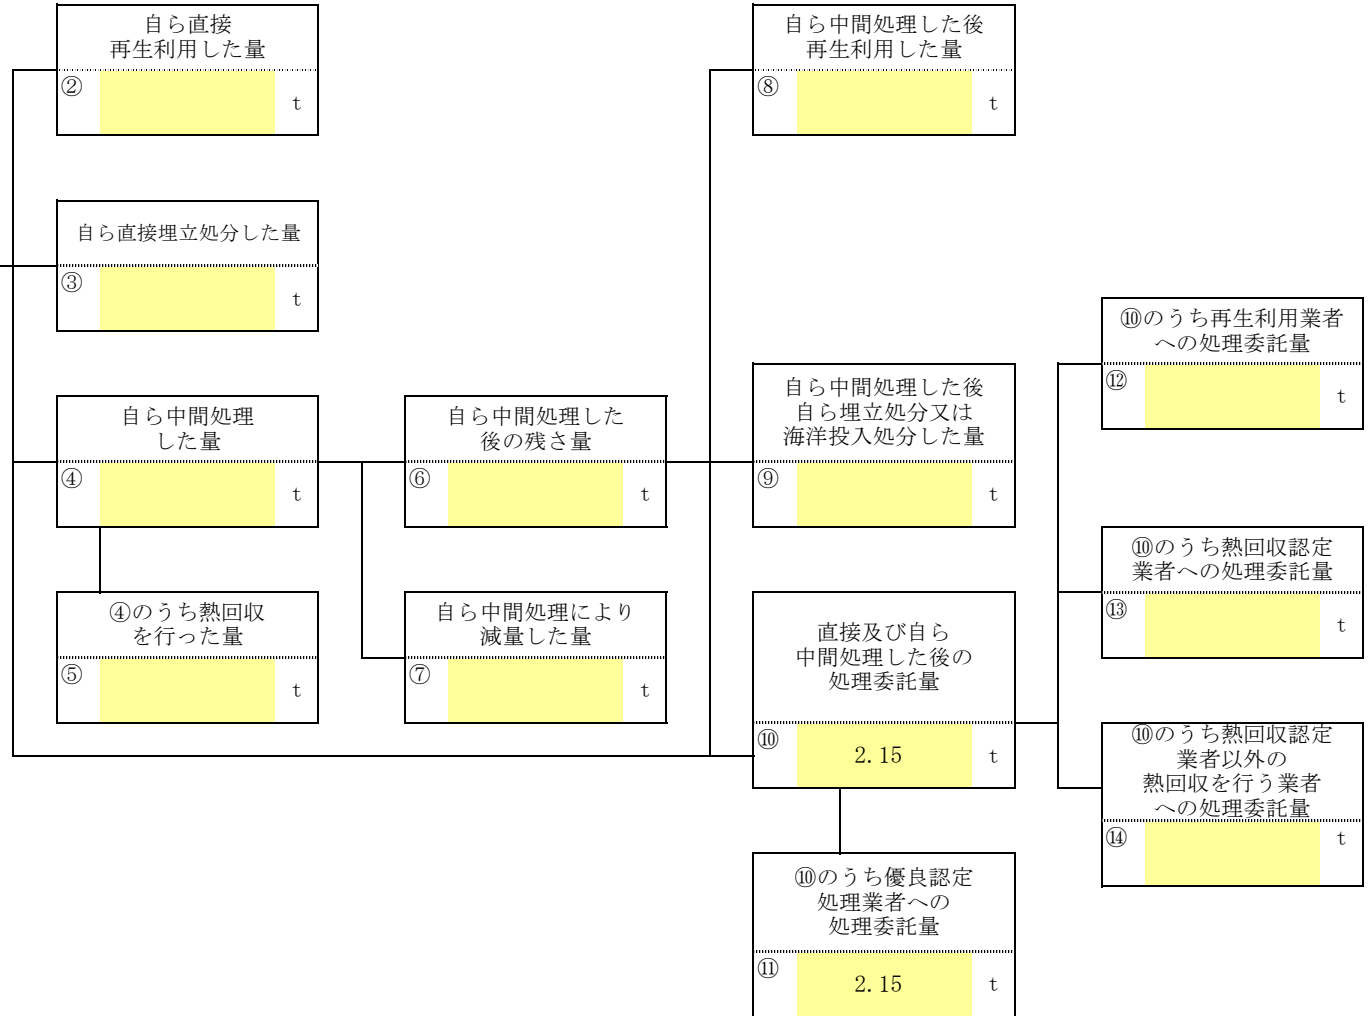 自ら直接
再生利用した量
②
t
自ら直接埋立処分した量
③
t
自ら中間処理
した量
④
t
④のうち熱回収
を行った量
⑤
t
自ら中間処理した
後の残さ量
⑥
t
自ら中間処理により
減量した量
⑦
t
自ら中間処理した後
再生利用した量
⑧
t
自ら中間処理した後
自ら埋立処分又は
海洋投入処分した量
⑨
t
直接及び自ら
中間処理した後の
処理委託量
⑩ 2.15 t
⑩のうち優良認定
処理業者への
処理委託量
⑪ 2.15 t
⑩のうち再生利用業者
への処理委託量
⑫
t
⑩のうち熱回収認定
業者への処理委託量
⑬
t
⑩のうち熱回収認定
業者以外の
熱回収を行う業者
への処理委託量
⑭
t